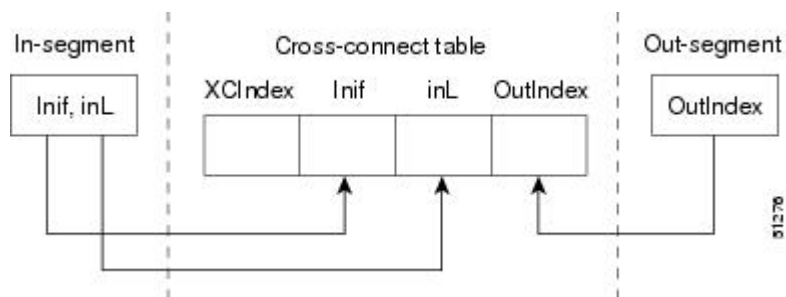 In-segment
Cross-connect table
Out-segment
XCIndex Inif inL OutIndex
Inif, inL
OutIndex
51276